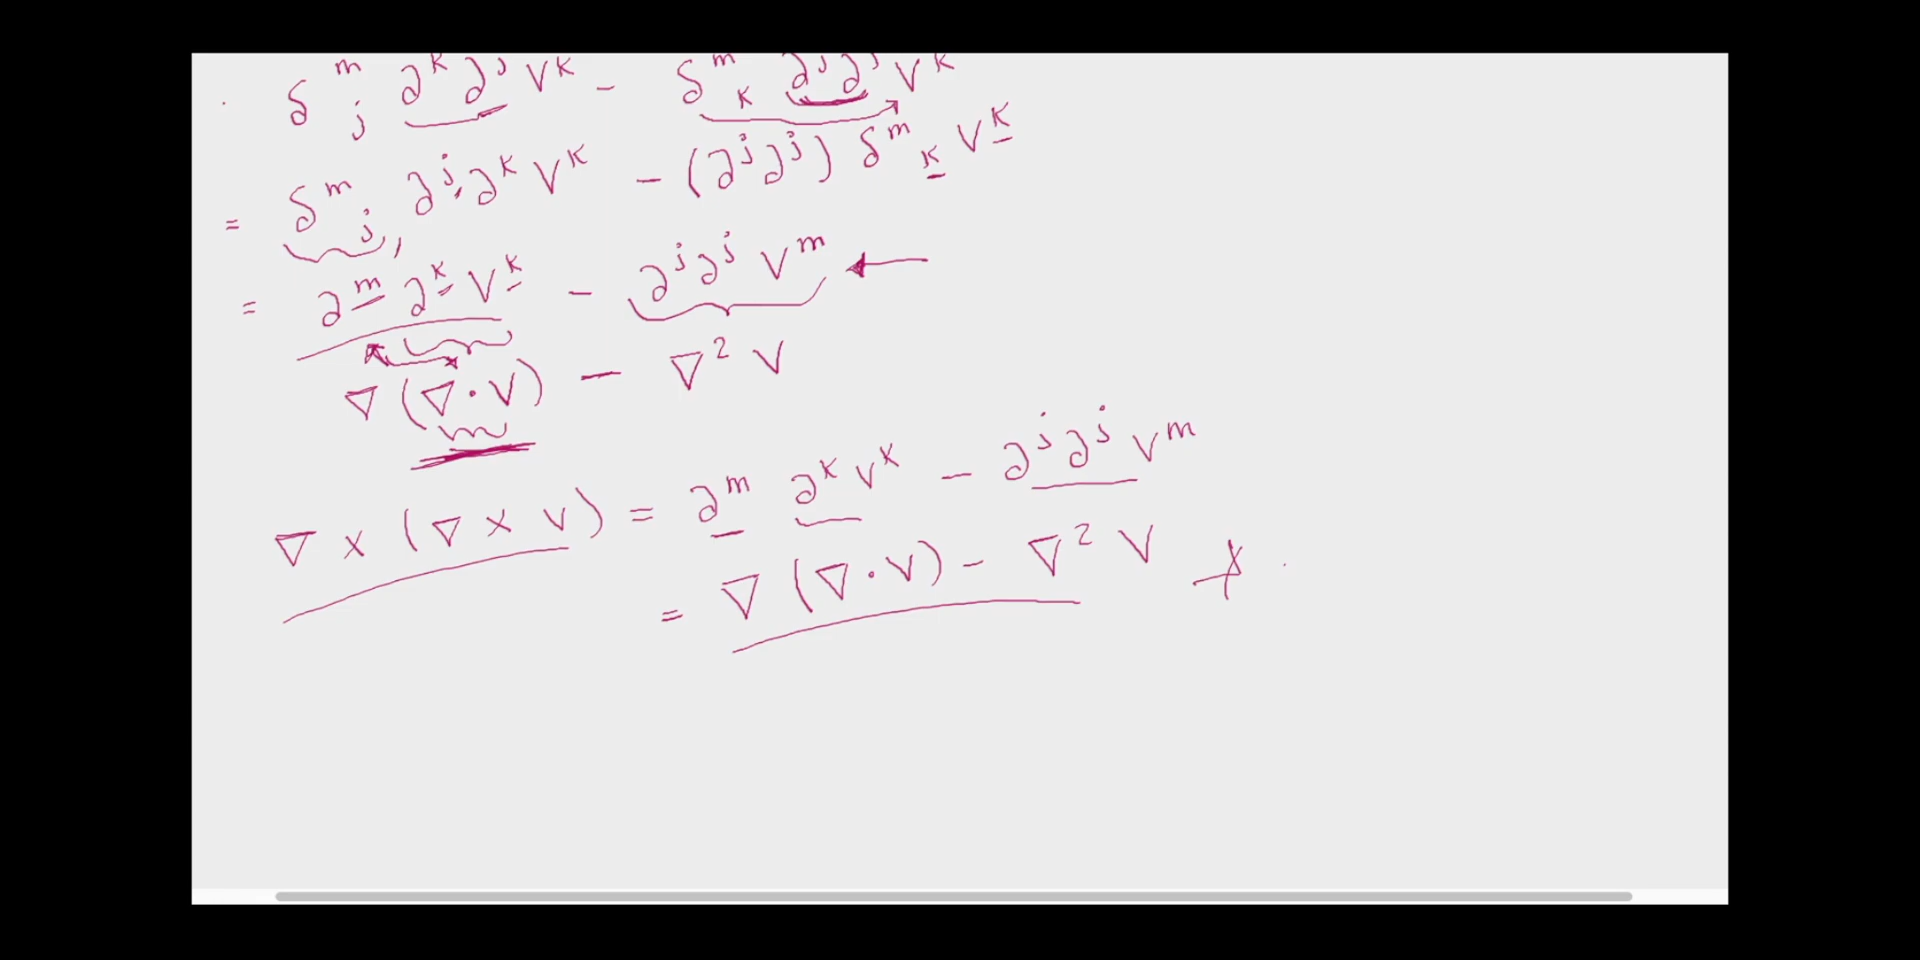 δ^m_j ∂^k ∂^j V^k − δ^m_k ∂^j ∂^j V^k
= δ^m_j ∂^j ∂^k V^k − (∂^j ∂^j) δ^m_k V^k
= ∂^m ∂^k V^k − ∂^j ∂^j V^m
∇ (∇ · V) − ∇² V
∇ × (∇ × V) = ∂^m ∂^k V^k − ∂^j ∂^j V^m
= ∇ (∇ · V) − ∇² V